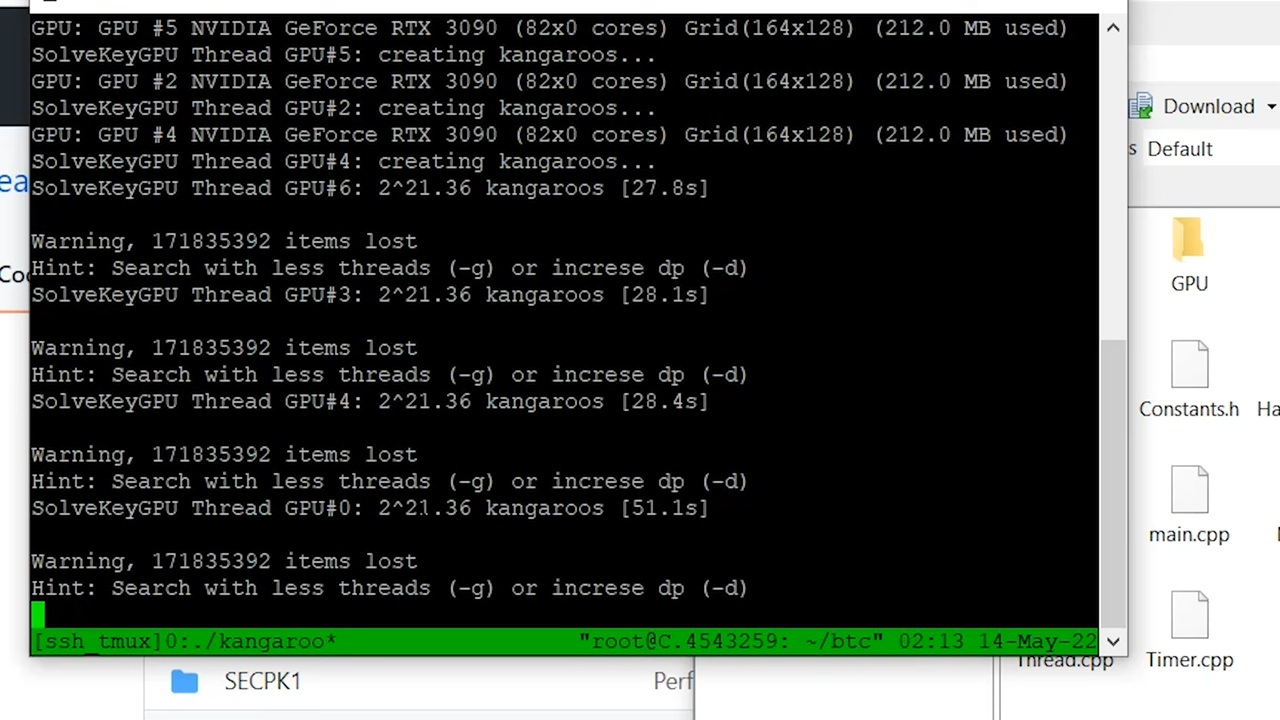 GPU: GPU #5 NVIDIA GeForce RTX 3090 (82x0 cores) Grid(164x128) (212.0 MB used)
SolveKeyGPU Thread GPU#5: creating kangaroos...
GPU: GPU #2 NVIDIA GeForce RTX 3090 (82x0 cores) Grid(164x128) (212.0 MB used)
SolveKeyGPU Thread GPU#2: creating kangaroos...
GPU: GPU #4 NVIDIA GeForce RTX 3090 (82x0 cores) Grid(164x128) (212.0 MB used)
SolveKeyGPU Thread GPU#4: creating kangaroos...
SolveKeyGPU Thread GPU#6: 2^21.36 kangaroos [27.8s]
Warning, 171835392 items lost
Hint: Search with less threads (-g) or increse dp (-d)
SolveKeyGPU Thread GPU#3: 2^21.36 kangaroos [28.1s]
Warning, 171835392 items lost
Hint: Search with less threads (-g) or increse dp (-d)
SolveKeyGPU Thread GPU#4: 2^21.36 kangaroos [28.4s]
Warning, 171835392 items lost
Hint: Search with less threads (-g) or increse dp (-d)
SolveKeyGPU Thread GPU#0: 2^21.36 kangaroos [51.1s]
Warning, 171835392 items lost
Hint: Search with less threads (-g) or increse dp (-d)
[ssh_tmux]0:./kangaroo* "root@C.4543259: ~/btc" 02:13 14-May-22
Download
Default
GPU
Constants.h
main.cpp
Thread.cpp
Timer.cpp
SECPK1
Perf